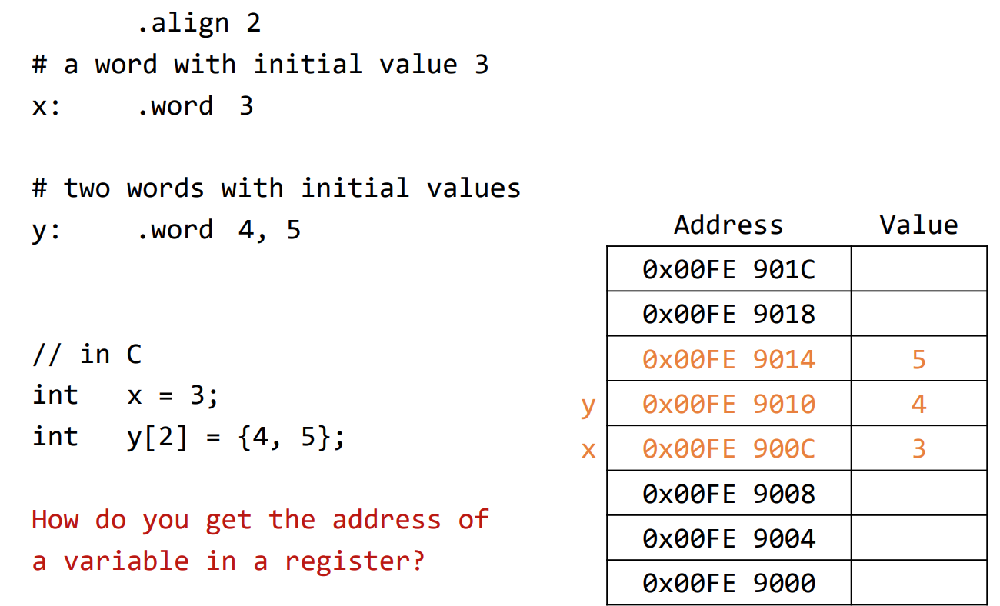 .align 2
# a word with initial value 3
x: .word 3
# two words with initial values
y: .word 4, 5
// in C
int x = 3;
int y[2] = {4, 5};
How do you get the address of
a variable in a register?
Address Value
0x00FE 901C
0x00FE 9018
0x00FE 9014 5
y 0x00FE 9010 4
x 0x00FE 900C 3
0x00FE 9008
0x00FE 9004
0x00FE 9000